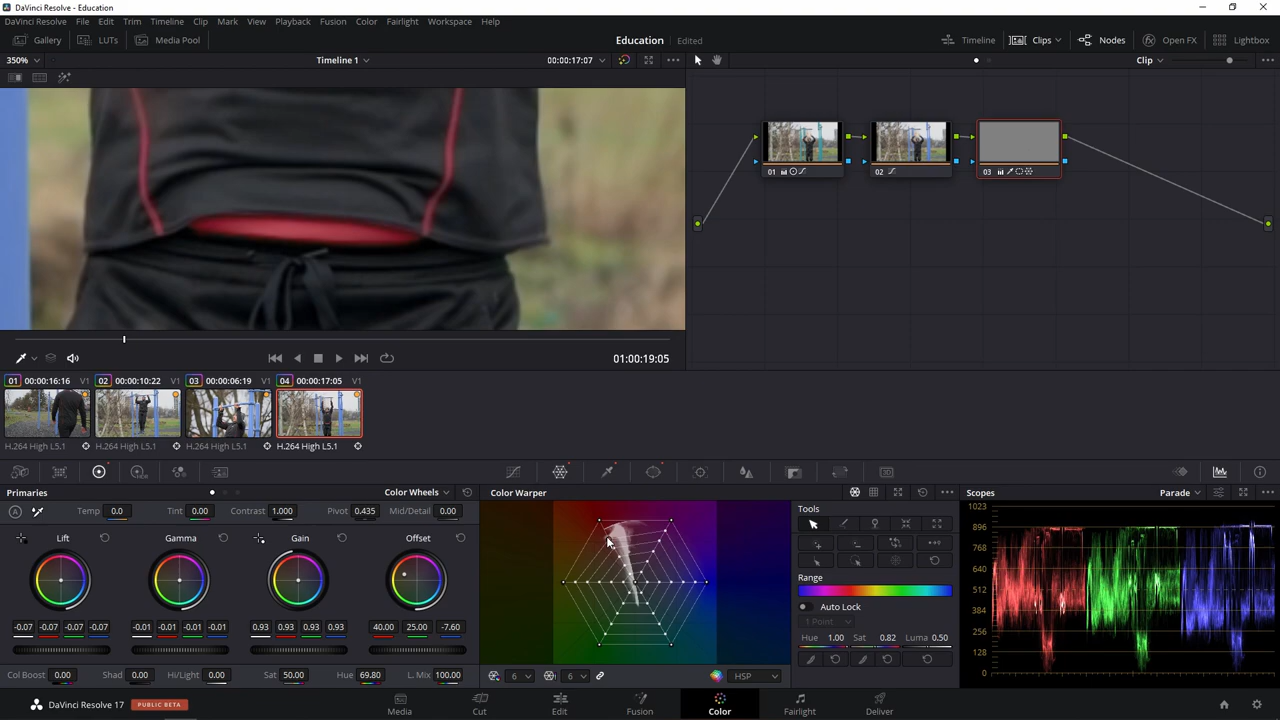 DaVinci Resolve - Education
DaVinci Resolve File Edit Trim Timeline Clip Mark View Playback Fusion Color Fairlight Workspace Help
Gallery LUTs Media Pool Education Edited Timeline Clips Nodes Open FX Lightbox
350% Timeline 1 00:00:17:07 Clip
01 02 03
01:00:19:05
01 00:00:16:16 V1 02 00:00:10:22 V1 03 00:00:06:19 V1 04 00:00:17:05 V1
H.264 High L5.1 H.264 High L5.1 H.264 High L5.1 H.264 High L5.1
Primaries Color Wheels Color Warper Scopes Parade
A Temp 0.0 Tint 0.00 Contrast 1.000 Pivot 0.435 Mid/Detail 0.00 Tools 1023
896
Lift Gamma Gain Offset 768
640
Range 512
Auto Lock 384
1 Point
-0.07 -0.07 -0.07 -0.07 -0.01 -0.01 -0.01 -0.01 0.93 0.93 0.93 0.93 40.00 25.00 -7.60 Hue 1.00 Sat 0.82 Luma 0.50 256
128
Col Boost 0.00 Shad 0.00 Hi/Light 0.00 Sat 50.00 Hue 69.80 L. Mix 100.00 6 6 HSP 0
DaVinci Resolve 17 PUBLIC BETA Media Cut Edit Fusion Color Fairlight Deliver